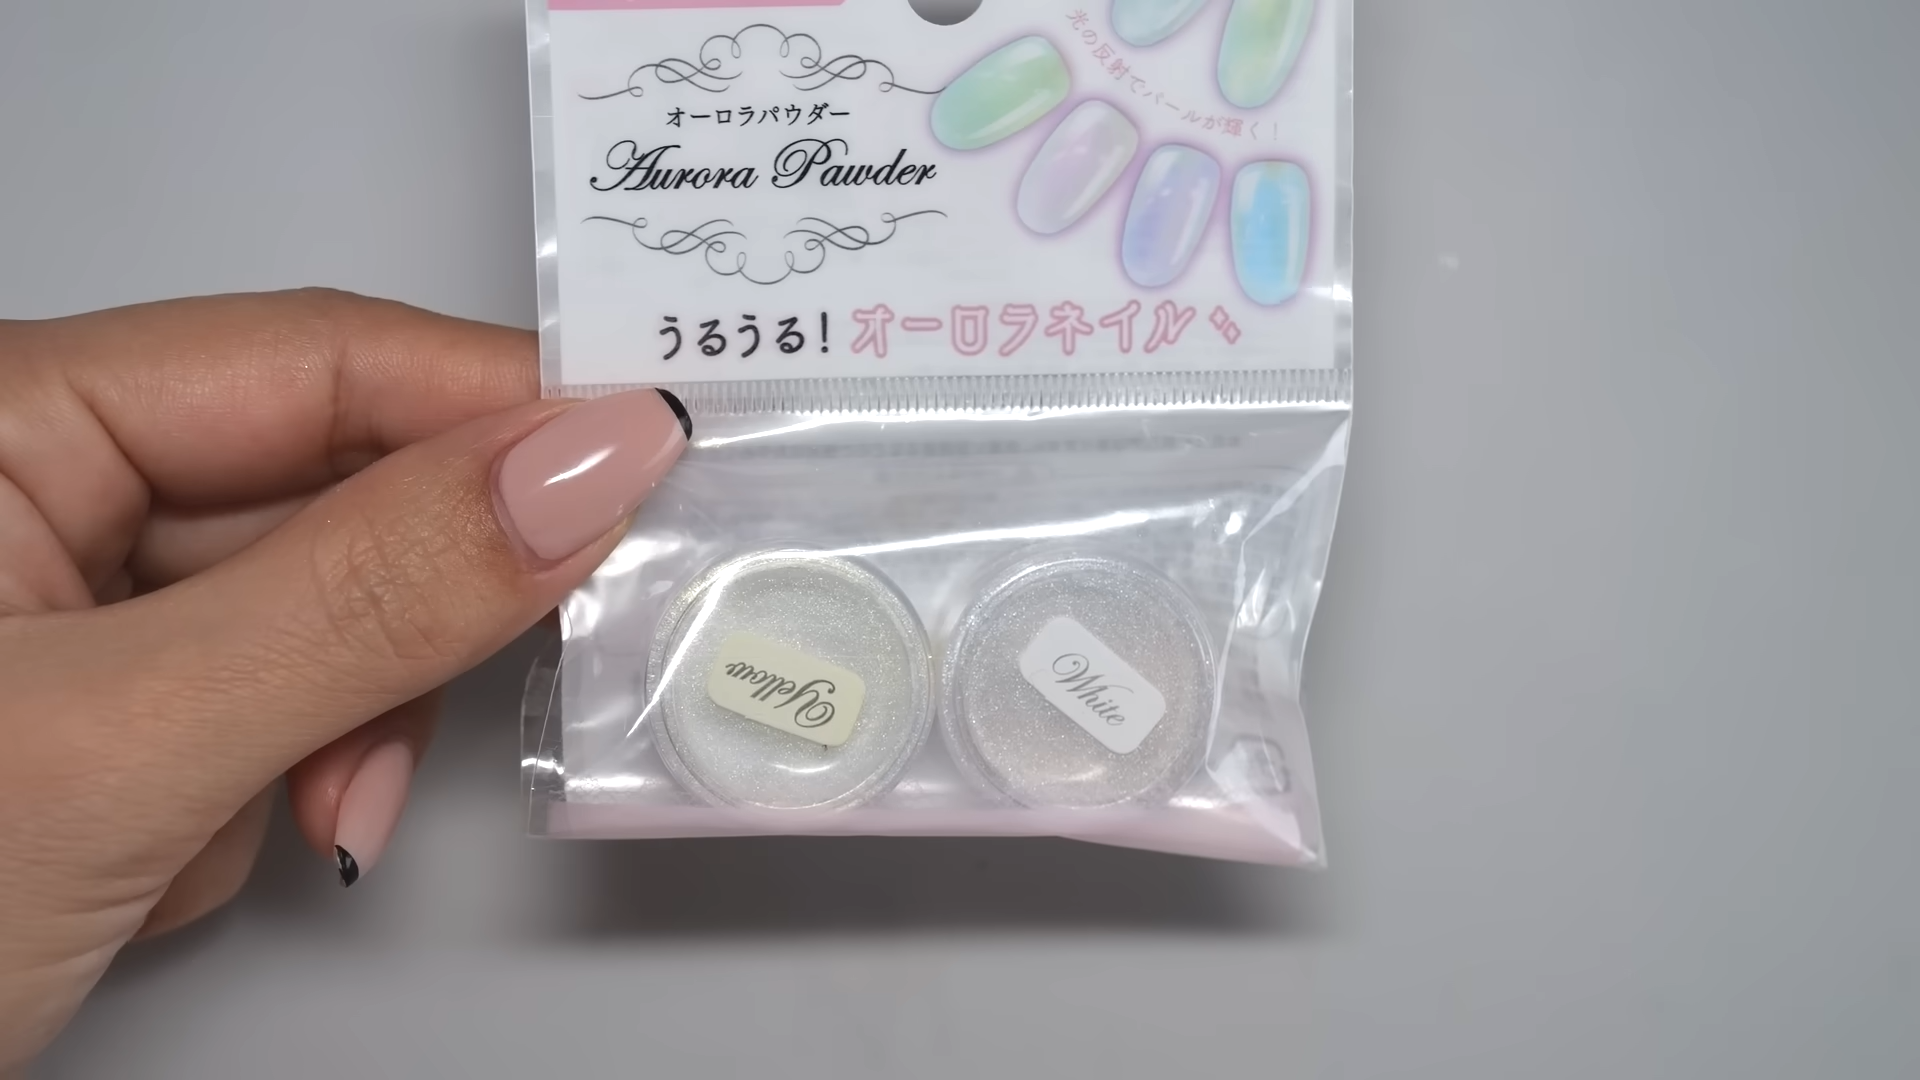 オーロラパウダー
Aurora Pawder
光の反射でパールが輝く！
うるうる！オーロラネイル
Yellow
White